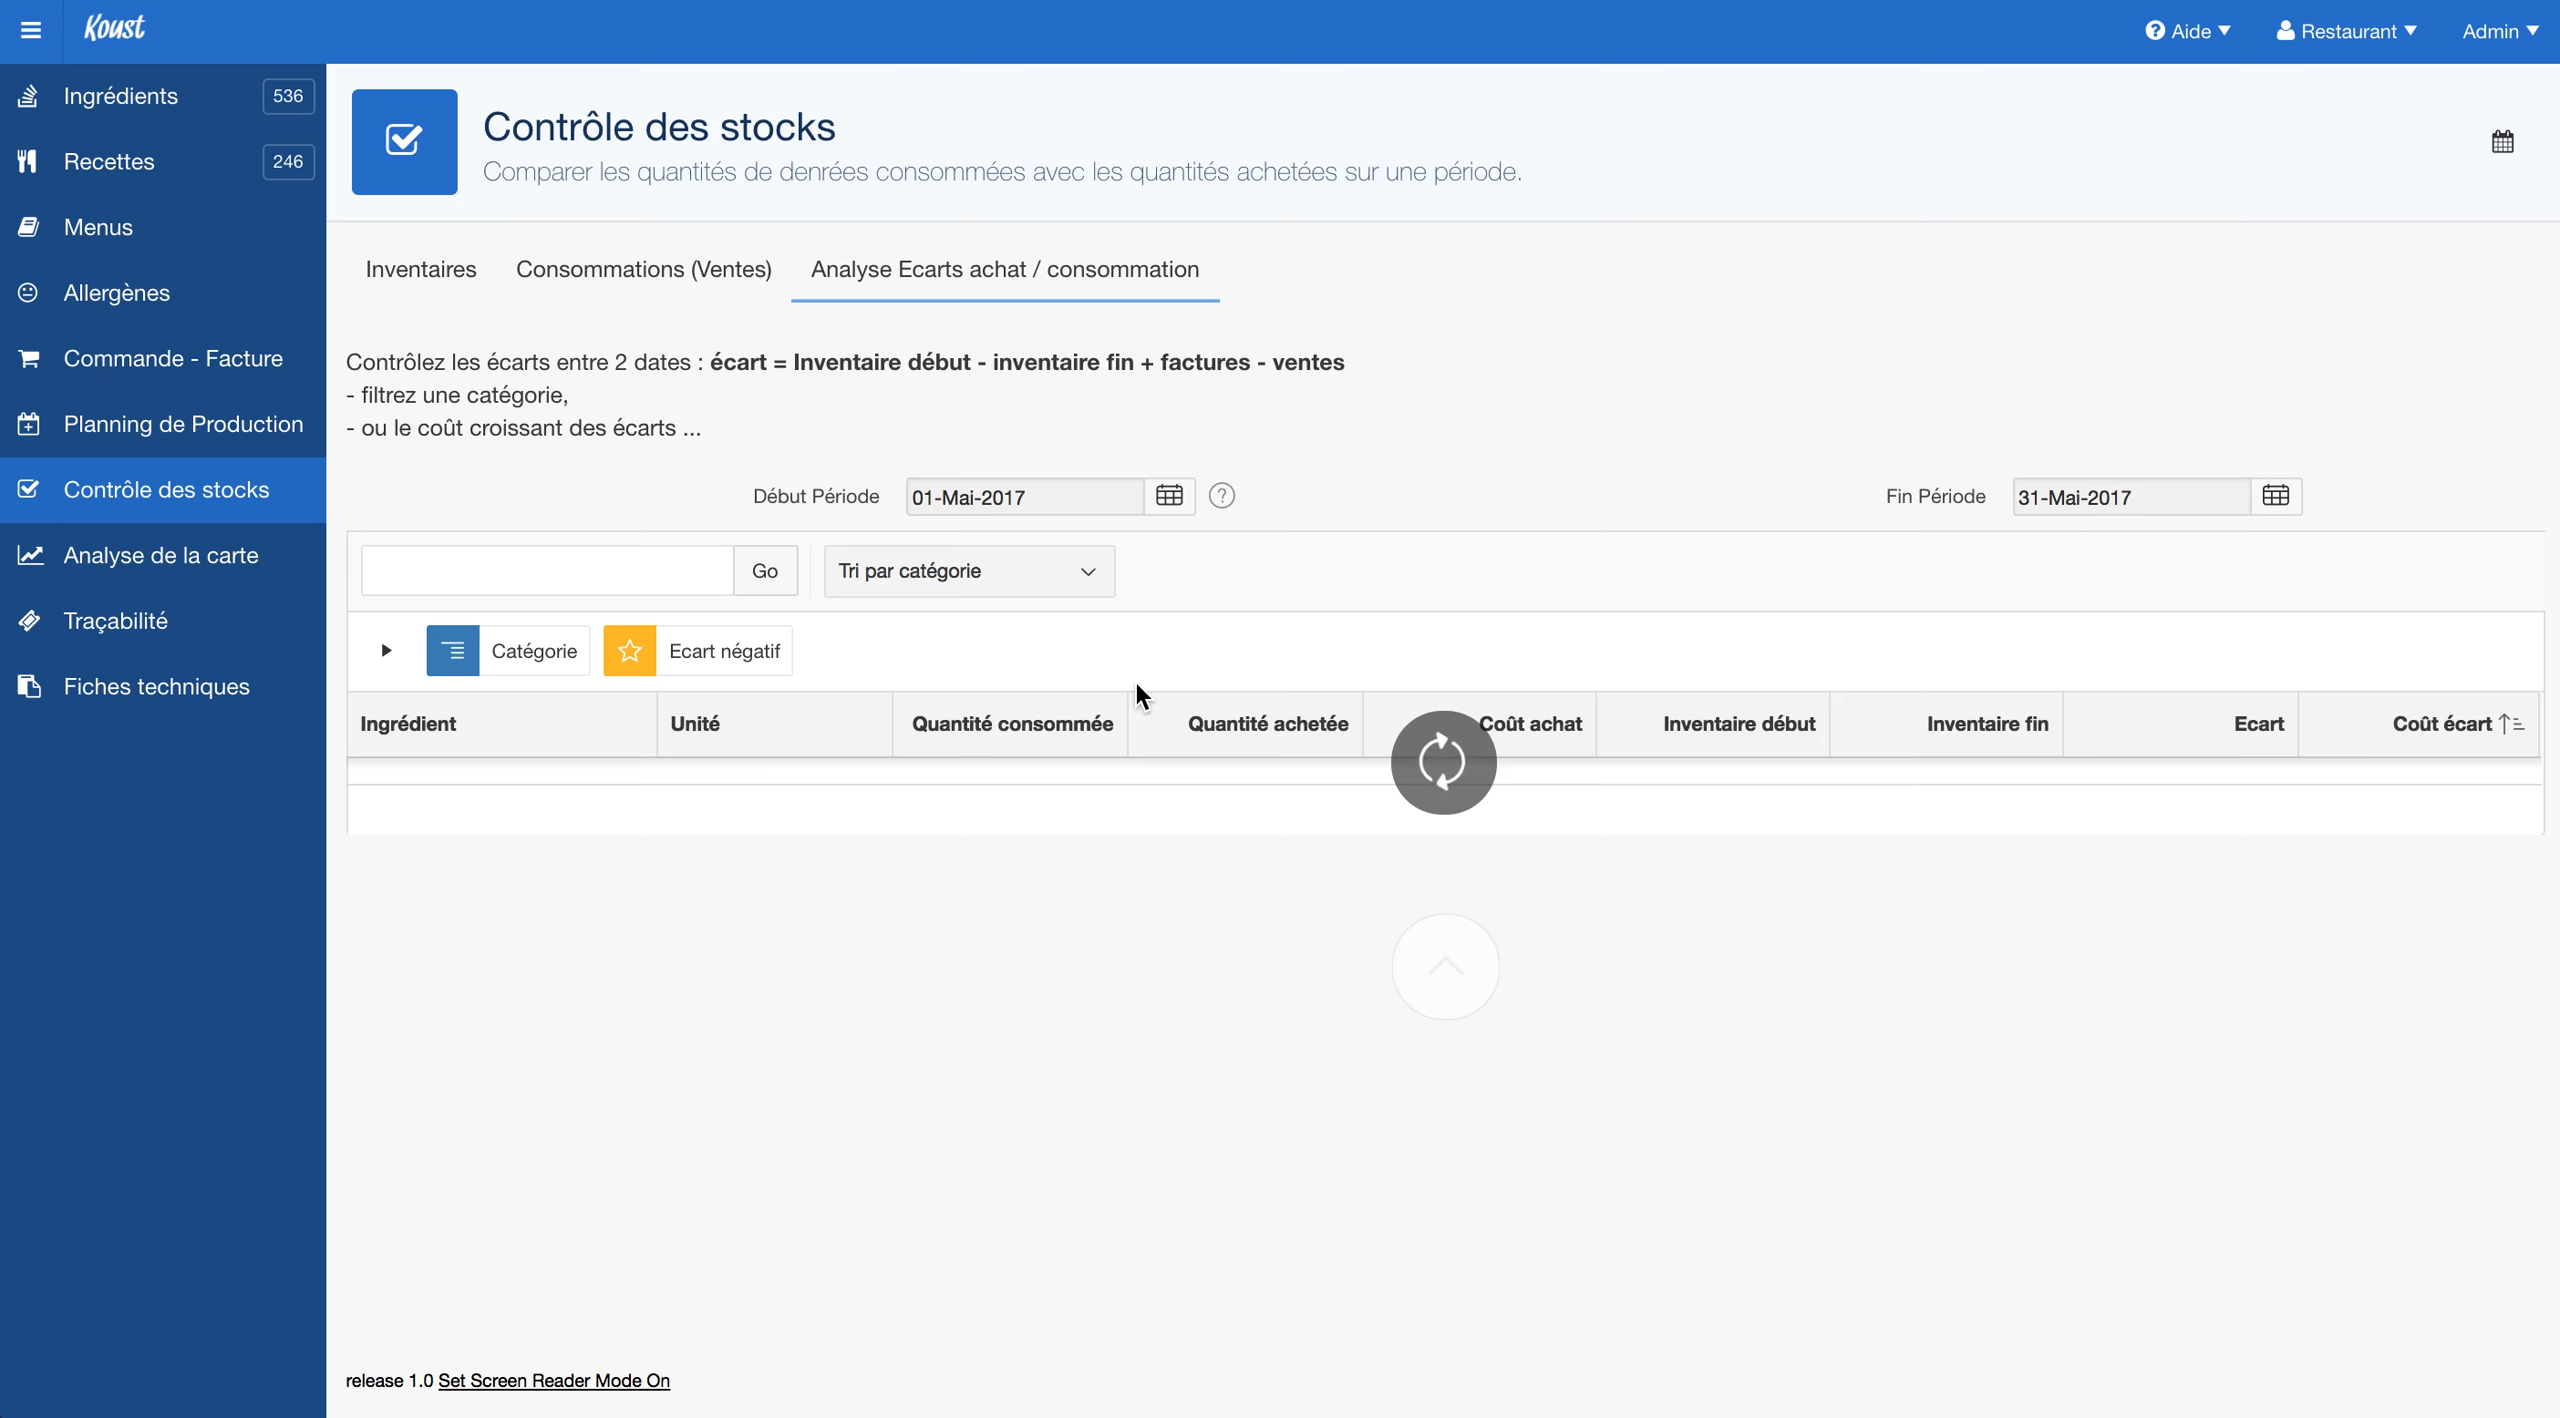 Koust
Aide
Restaurant
Admin
Ingrédients 536
Recettes 246
Menus
Allergènes
Commande - Facture
Planning de Production
Contrôle des stocks
Analyse de la carte
Traçabilité
Fiches techniques
Contrôle des stocks
Comparer les quantités de denrées consommées avec les quantités achetées sur une période.
Inventaires Consommations (Ventes) Analyse Ecarts achat / consommation
Contrôlez les écarts entre 2 dates : écart = Inventaire début - inventaire fin + factures - ventes
- filtrez une catégorie,
- ou le coût croissant des écarts ...
Début Période 01-Mai-2017 ? Fin Période 31-Mai-2017
Go Tri par catégorie
Catégorie Ecart négatif
Ingrédient Unité Quantité consommée Quantité achetée Coût achat Inventaire début Inventaire fin Ecart Coût écart
release 1.0 Set Screen Reader Mode On